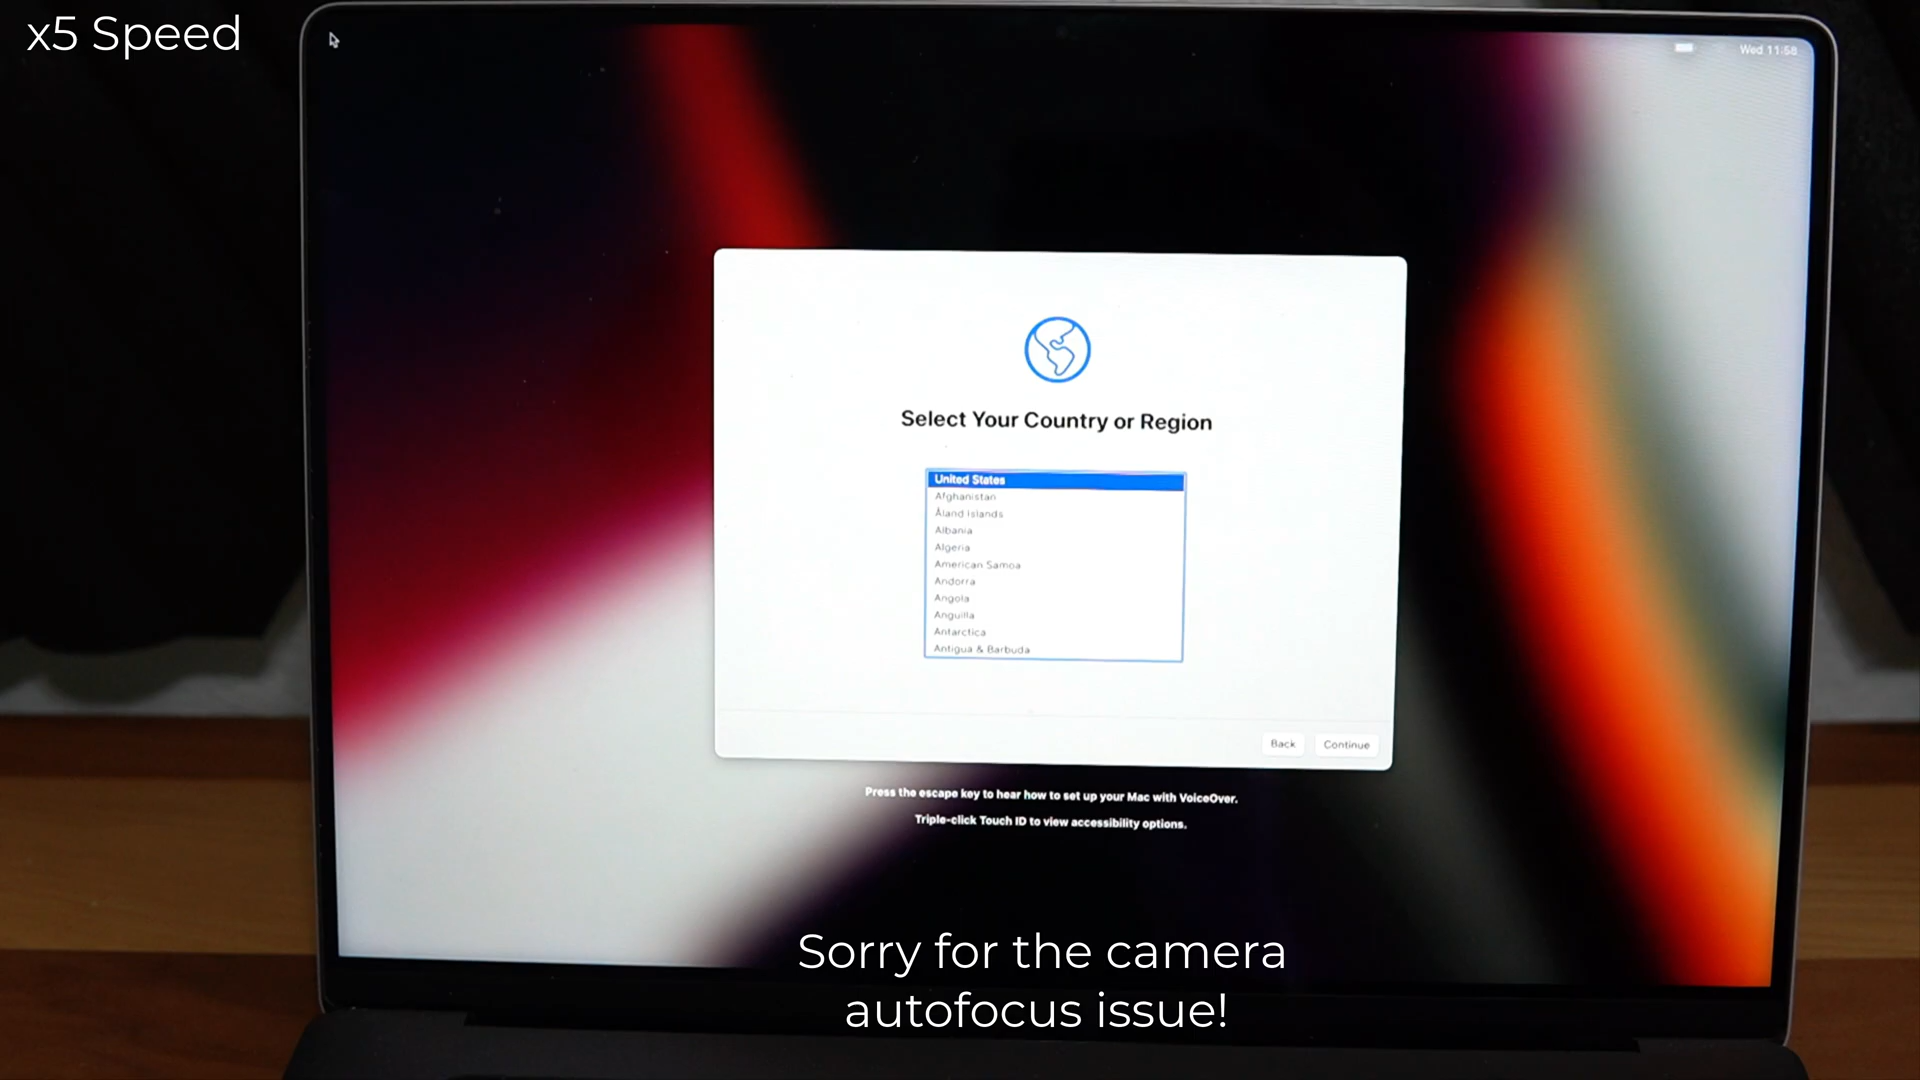 x5 Speed
Wed 11:58
Select Your Country or Region
United States
Afghanistan
Åland Islands
Albania
Algeria
American Samoa
Andorra
Angola
Anguilla
Antarctica
Antigua & Barbuda
Back
Continue
Press the escape key to hear how to set up your Mac with VoiceOver.
Triple-click Touch ID to view accessibility options.
Sorry for the camera
autofocus issue!